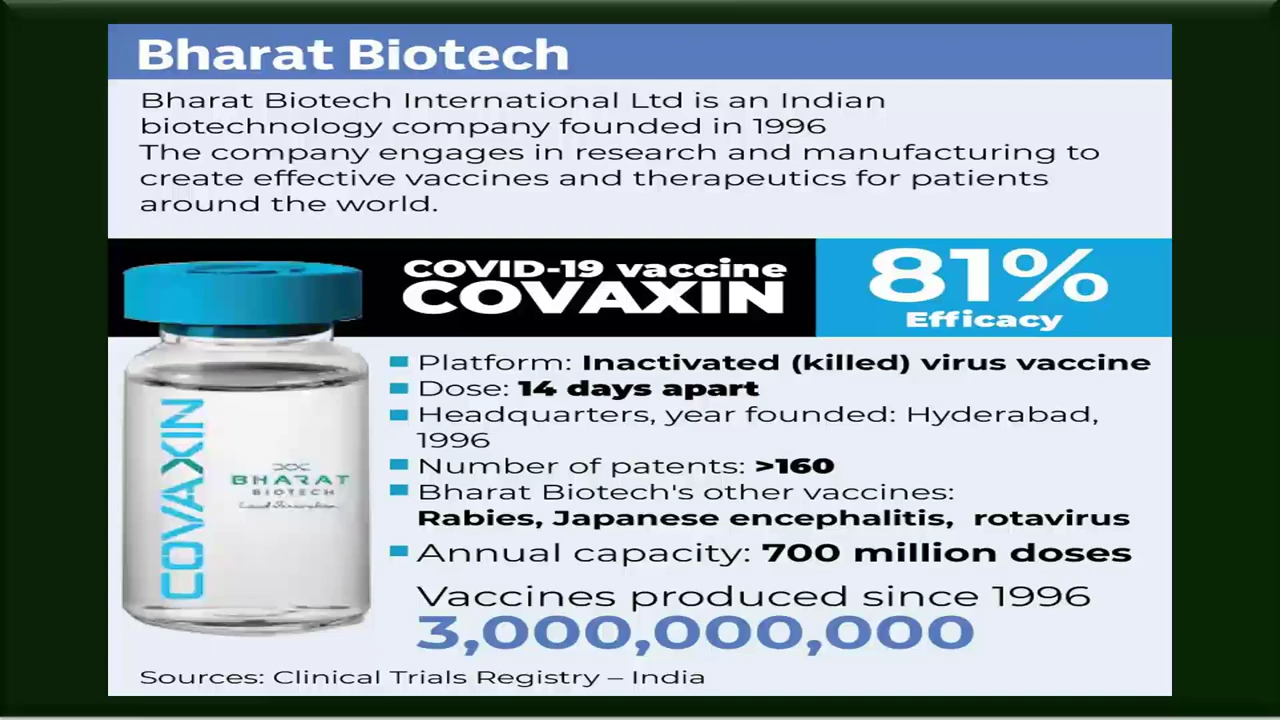 Bharat Biotech
Bharat Biotech International Ltd is an Indian
biotechnology company founded in 1996
The company engages in research and manufacturing to
create effective vaccines and therapeutics for patients
around the world.
COVID-19 vaccine
COVAXIN
81%
Efficacy
COVAXIN
BHARAT
BIOTECH
Platform: Inactivated (killed) virus vaccine
Dose: 14 days apart
Headquarters, year founded: Hyderabad,
1996
Number of patents: >160
Bharat Biotech's other vaccines:
Rabies, Japanese encephalitis, rotavirus
Annual capacity: 700 million doses
Vaccines produced since 1996
3,000,000,000
Sources: Clinical Trials Registry – India